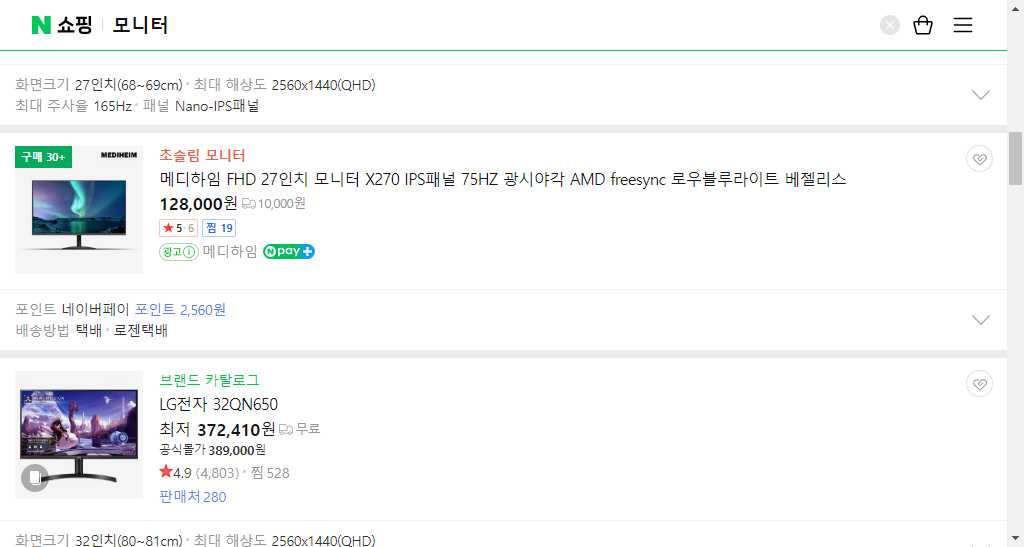 N 쇼핑 모니터
화면크기 27인치(68~69cm) · 최대 해상도 2560x1440(QHD)
최대 주사율 165Hz · 패널 Nano-IPS패널
구매 30+
MEDIHEIM
초슬림 모니터
메디하임 FHD 27인치 모니터 X270 IPS패널 75HZ 광시야각 AMD freesync 로우블루라이트 베젤리스
128,000원 10,000원
★5 · 6 찜 19
광고 메디하임 N pay +
포인트 네이버페이 포인트 2,560원
배송방법 택배 · 로젠택배
브랜드 카탈로그
LG전자 32QN650
최저 372,410원 무료
공식몰가 389,000원
★4.9 (4,803) · 찜 528
판매처 280
화면크기 32인치(80~81cm) · 최대 해상도 2560x1440(QHD)